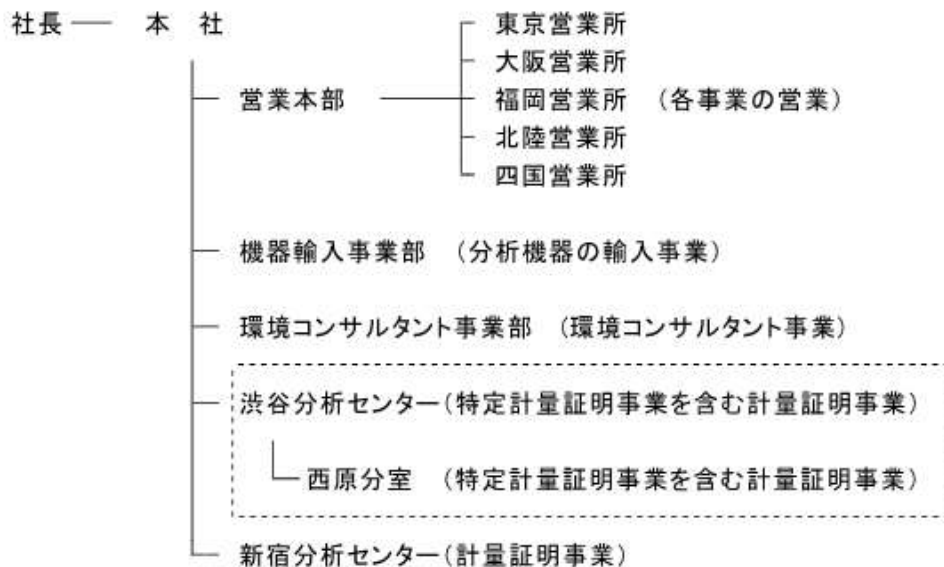 社長 本 社
東京営業所
大阪営業所
営業本部 福岡営業所 (各事業の営業)
北陸営業所
四国営業所
機器輸入事業部 (分析機器の輸入事業)
環境コンサルタント事業部 (環境コンサルタント事業)
渋谷分析センター(特定計量証明事業を含む計量証明事業)
西原分室 (特定計量証明事業を含む計量証明事業)
新宿分析センター(計量証明事業)